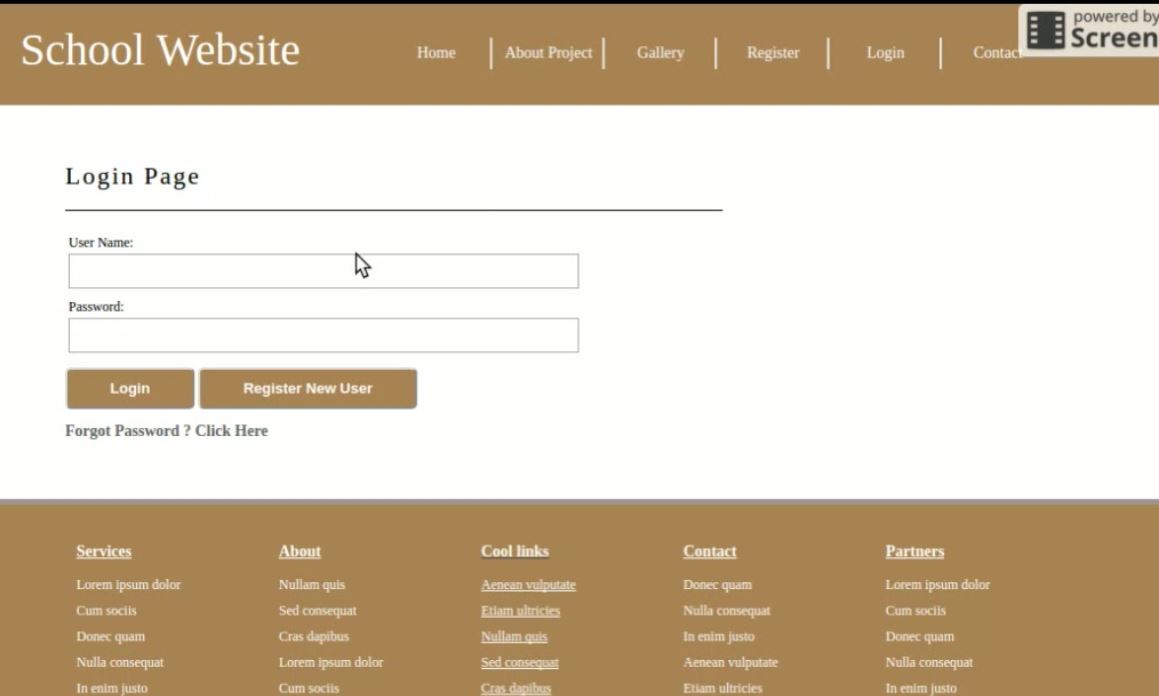 School Website
Home
About Project
Gallery
Register
Login
Contact
powered by
Screen
Login Page
User Name:
Password:
Login
Register New User
Forgot Password ? Click Here
Services
About
Cool links
Contact
Partners
Lorem ipsum dolor
Nullam quis
Aenean vulputate
Donec quam
Lorem ipsum dolor
Cum sociis
Sed consequat
Etiam ultricies
Nulla consequat
Cum sociis
Donec quam
Cras dapibus
Nullam quis
In enim justo
Donec quam
Nulla consequat
Lorem ipsum dolor
Sed consequat
Aenean vulputate
Nulla consequat
In enim justo
Cum sociis
Cras dapibus
Etiam ultricies
In enim justo